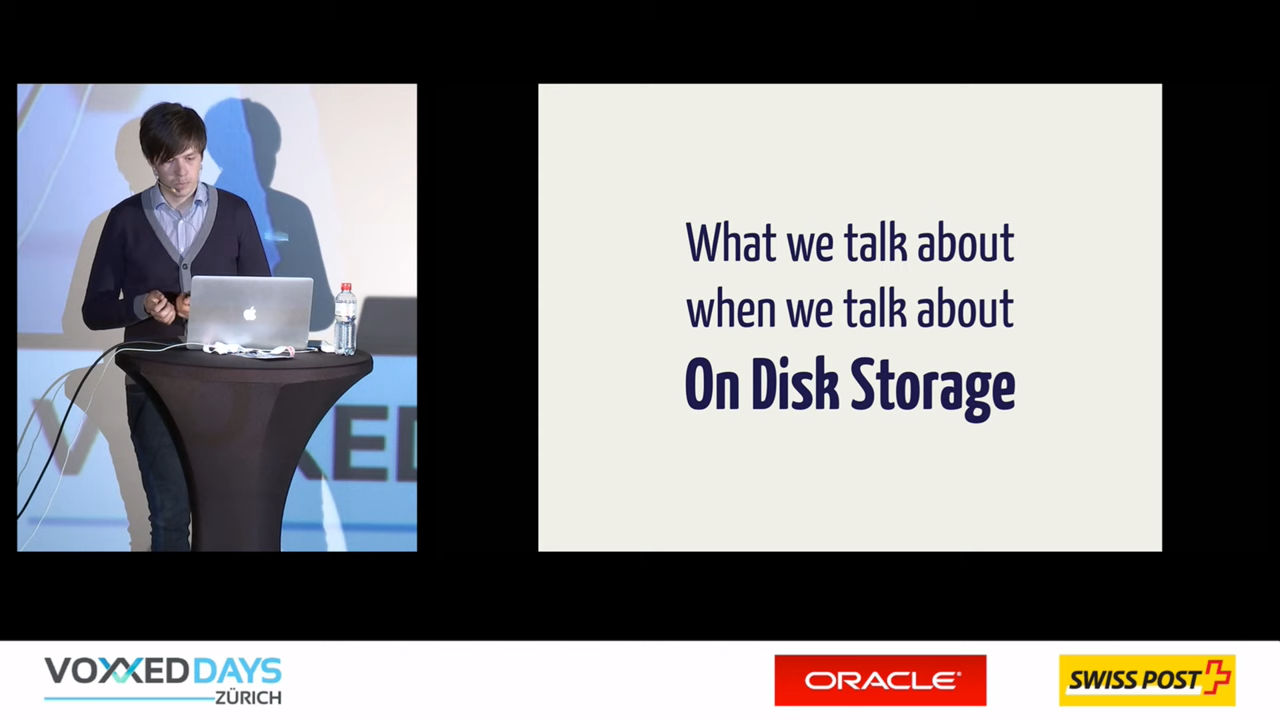 What we talk about
when we talk about
On Disk Storage
VOXXED DAYS
ZÜRICH
ORACLE®
SWISS POST